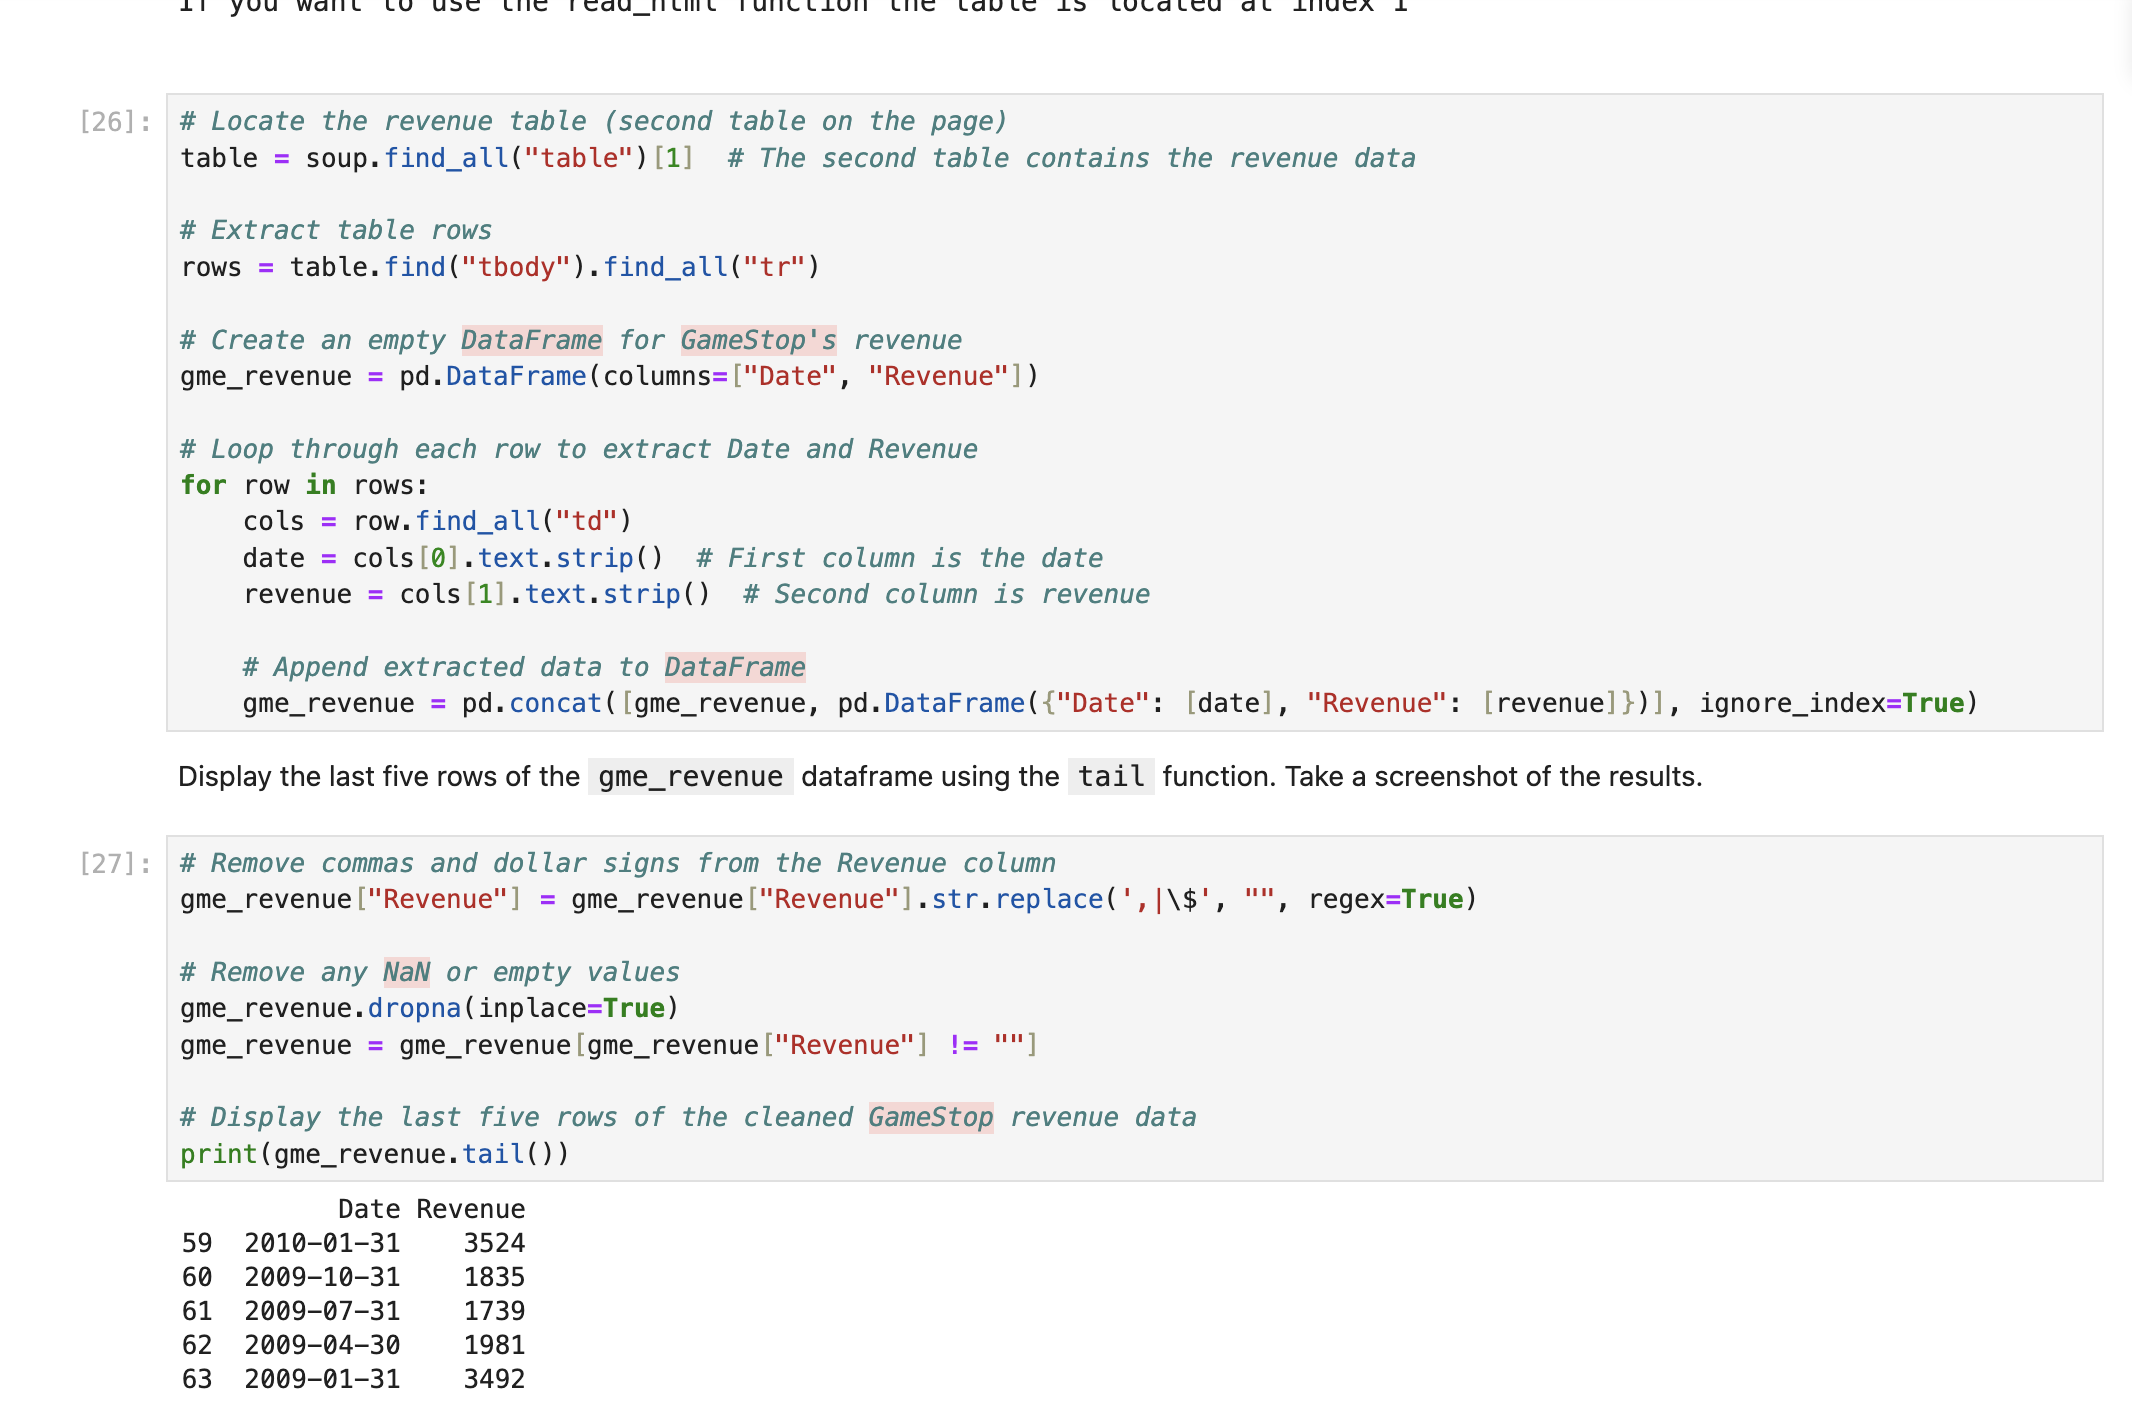 If you want to use the read_html function the table is located at index 1
[26]:
# Locate the revenue table (second table on the page)
table = soup.find_all("table")[1]  # The second table contains the revenue data
# Extract table rows
rows = table.find("tbody").find_all("tr")
# Create an empty DataFrame for GameStop's revenue
gme_revenue = pd.DataFrame(columns=["Date", "Revenue"])
# Loop through each row to extract Date and Revenue
for row in rows:
    cols = row.find_all("td")
    date = cols[0].text.strip()  # First column is the date
    revenue = cols[1].text.strip()  # Second column is revenue
    # Append extracted data to DataFrame
    gme_revenue = pd.concat([gme_revenue, pd.DataFrame({"Date": [date], "Revenue": [revenue]})], ignore_index=True)
Display the last five rows of the gme_revenue dataframe using the tail function. Take a screenshot of the results.
[27]:
# Remove commas and dollar signs from the Revenue column
gme_revenue["Revenue"] = gme_revenue["Revenue"].str.replace(',|\$', "", regex=True)
# Remove any NaN or empty values
gme_revenue.dropna(inplace=True)
gme_revenue = gme_revenue[gme_revenue["Revenue"] != ""]
# Display the last five rows of the cleaned GameStop revenue data
print(gme_revenue.tail())
Date Revenue
59  2010-01-31    3524
60  2009-10-31    1835
61  2009-07-31    1739
62  2009-04-30    1981
63  2009-01-31    3492